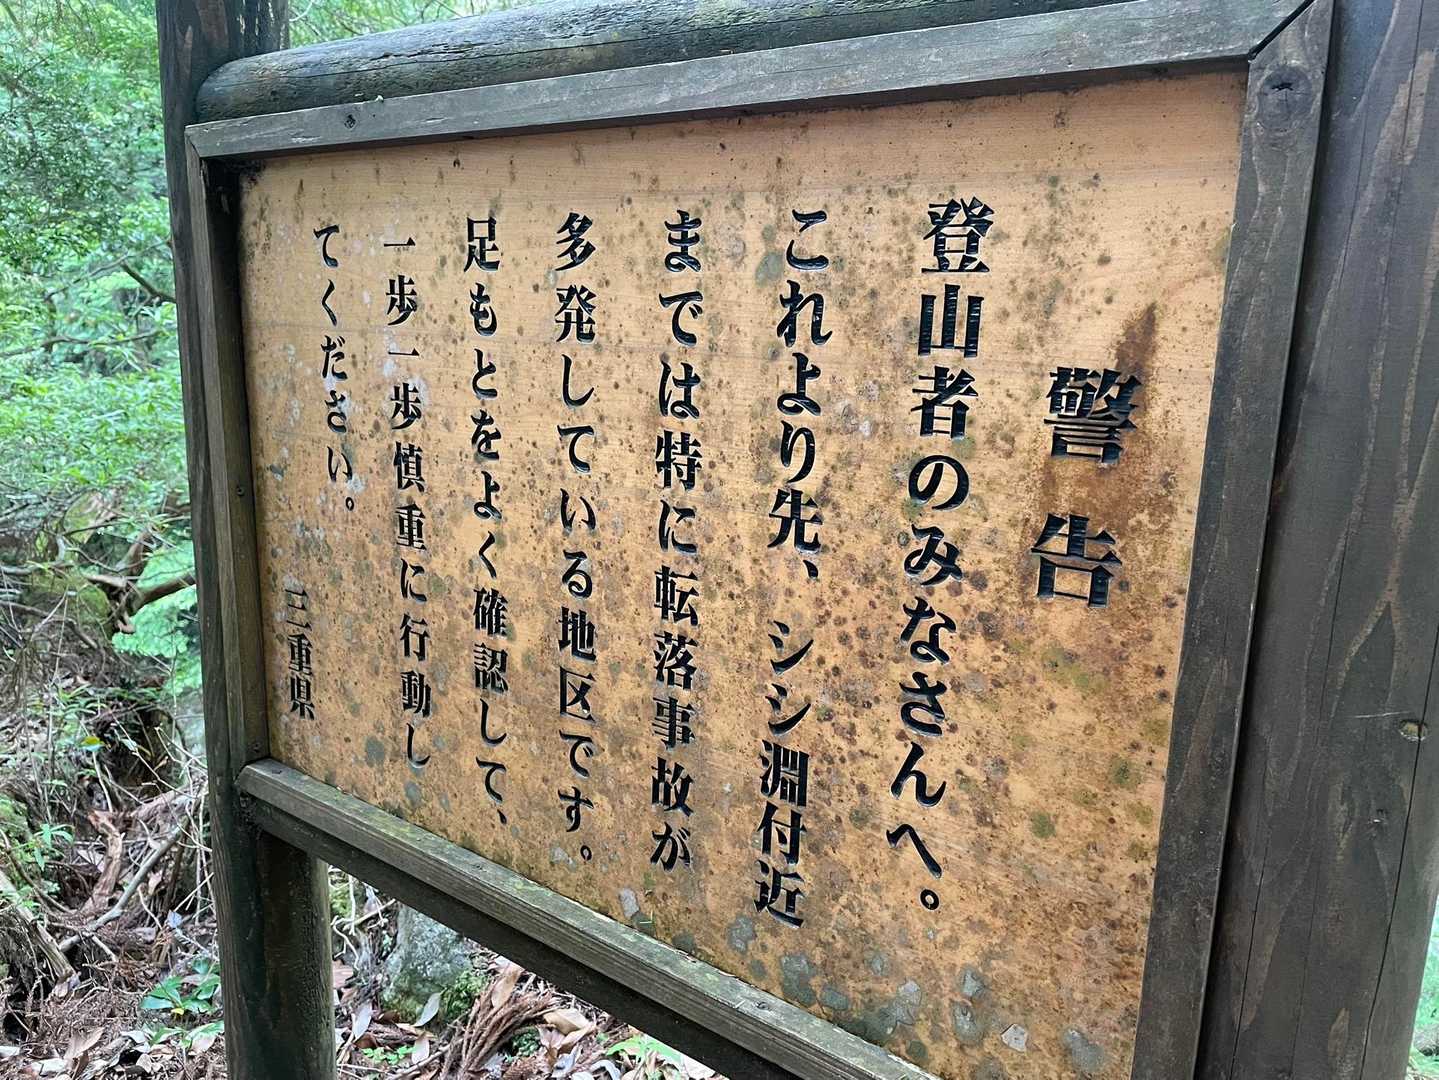 警告
登山者のみなさんへ。
これより先、シシ淵付近
までは特に転落事故が
多発している地区です。
足もとをよく確認して、
一歩一歩慎重に行動し
てください。
三重県